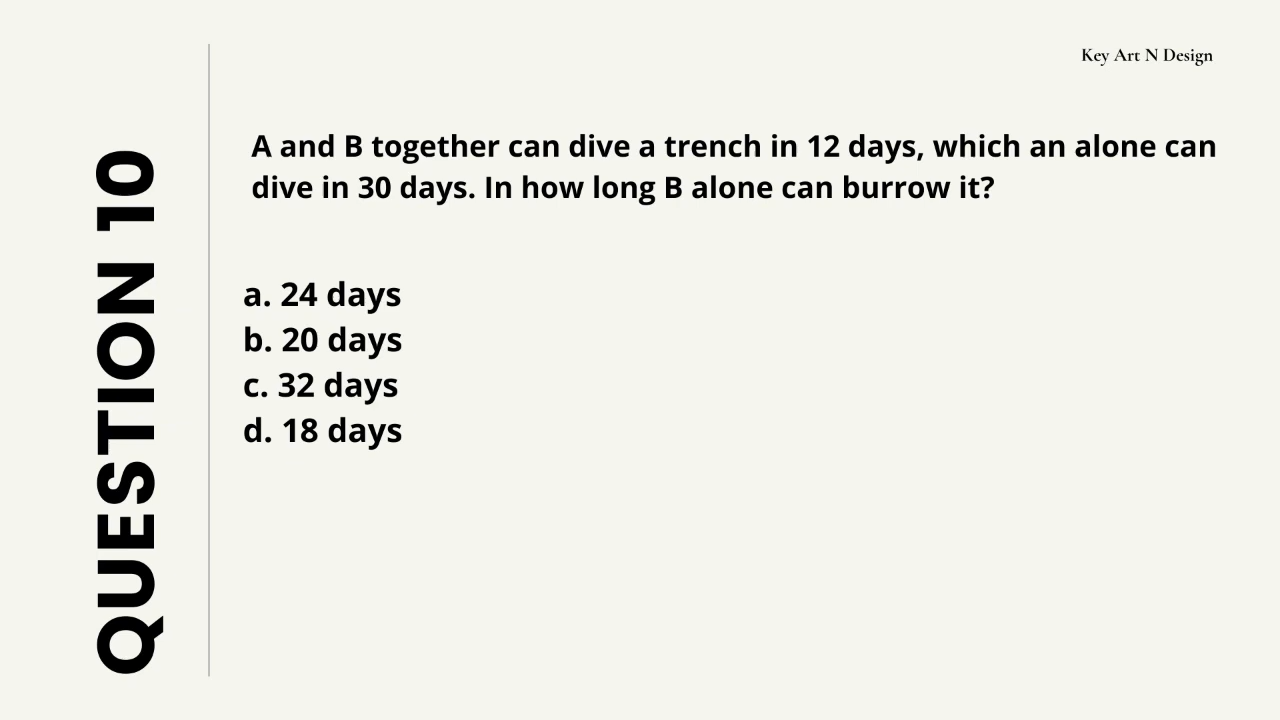 Key Art N Design
QUESTION 10
A and B together can dive a trench in 12 days, which an alone can
dive in 30 days. In how long B alone can burrow it?
a. 24 days
b. 20 days
c. 32 days
d. 18 days